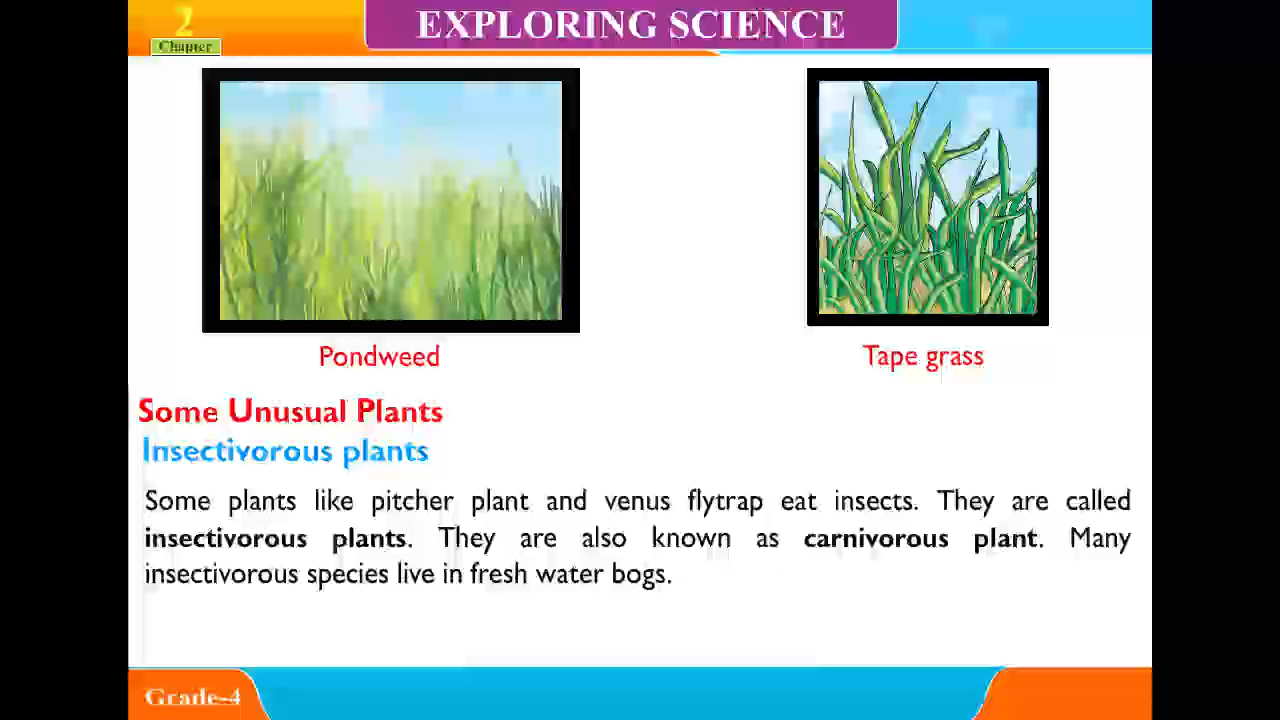 2
Chapter
EXPLORING SCIENCE
Pondweed
Tape grass
Some Unusual Plants
Insectivorous plants
Some plants like pitcher plant and venus flytrap eat insects. They are called
insectivorous plants. They are also known as carnivorous plant. Many
insectivorous species live in fresh water bogs.
Grade-4